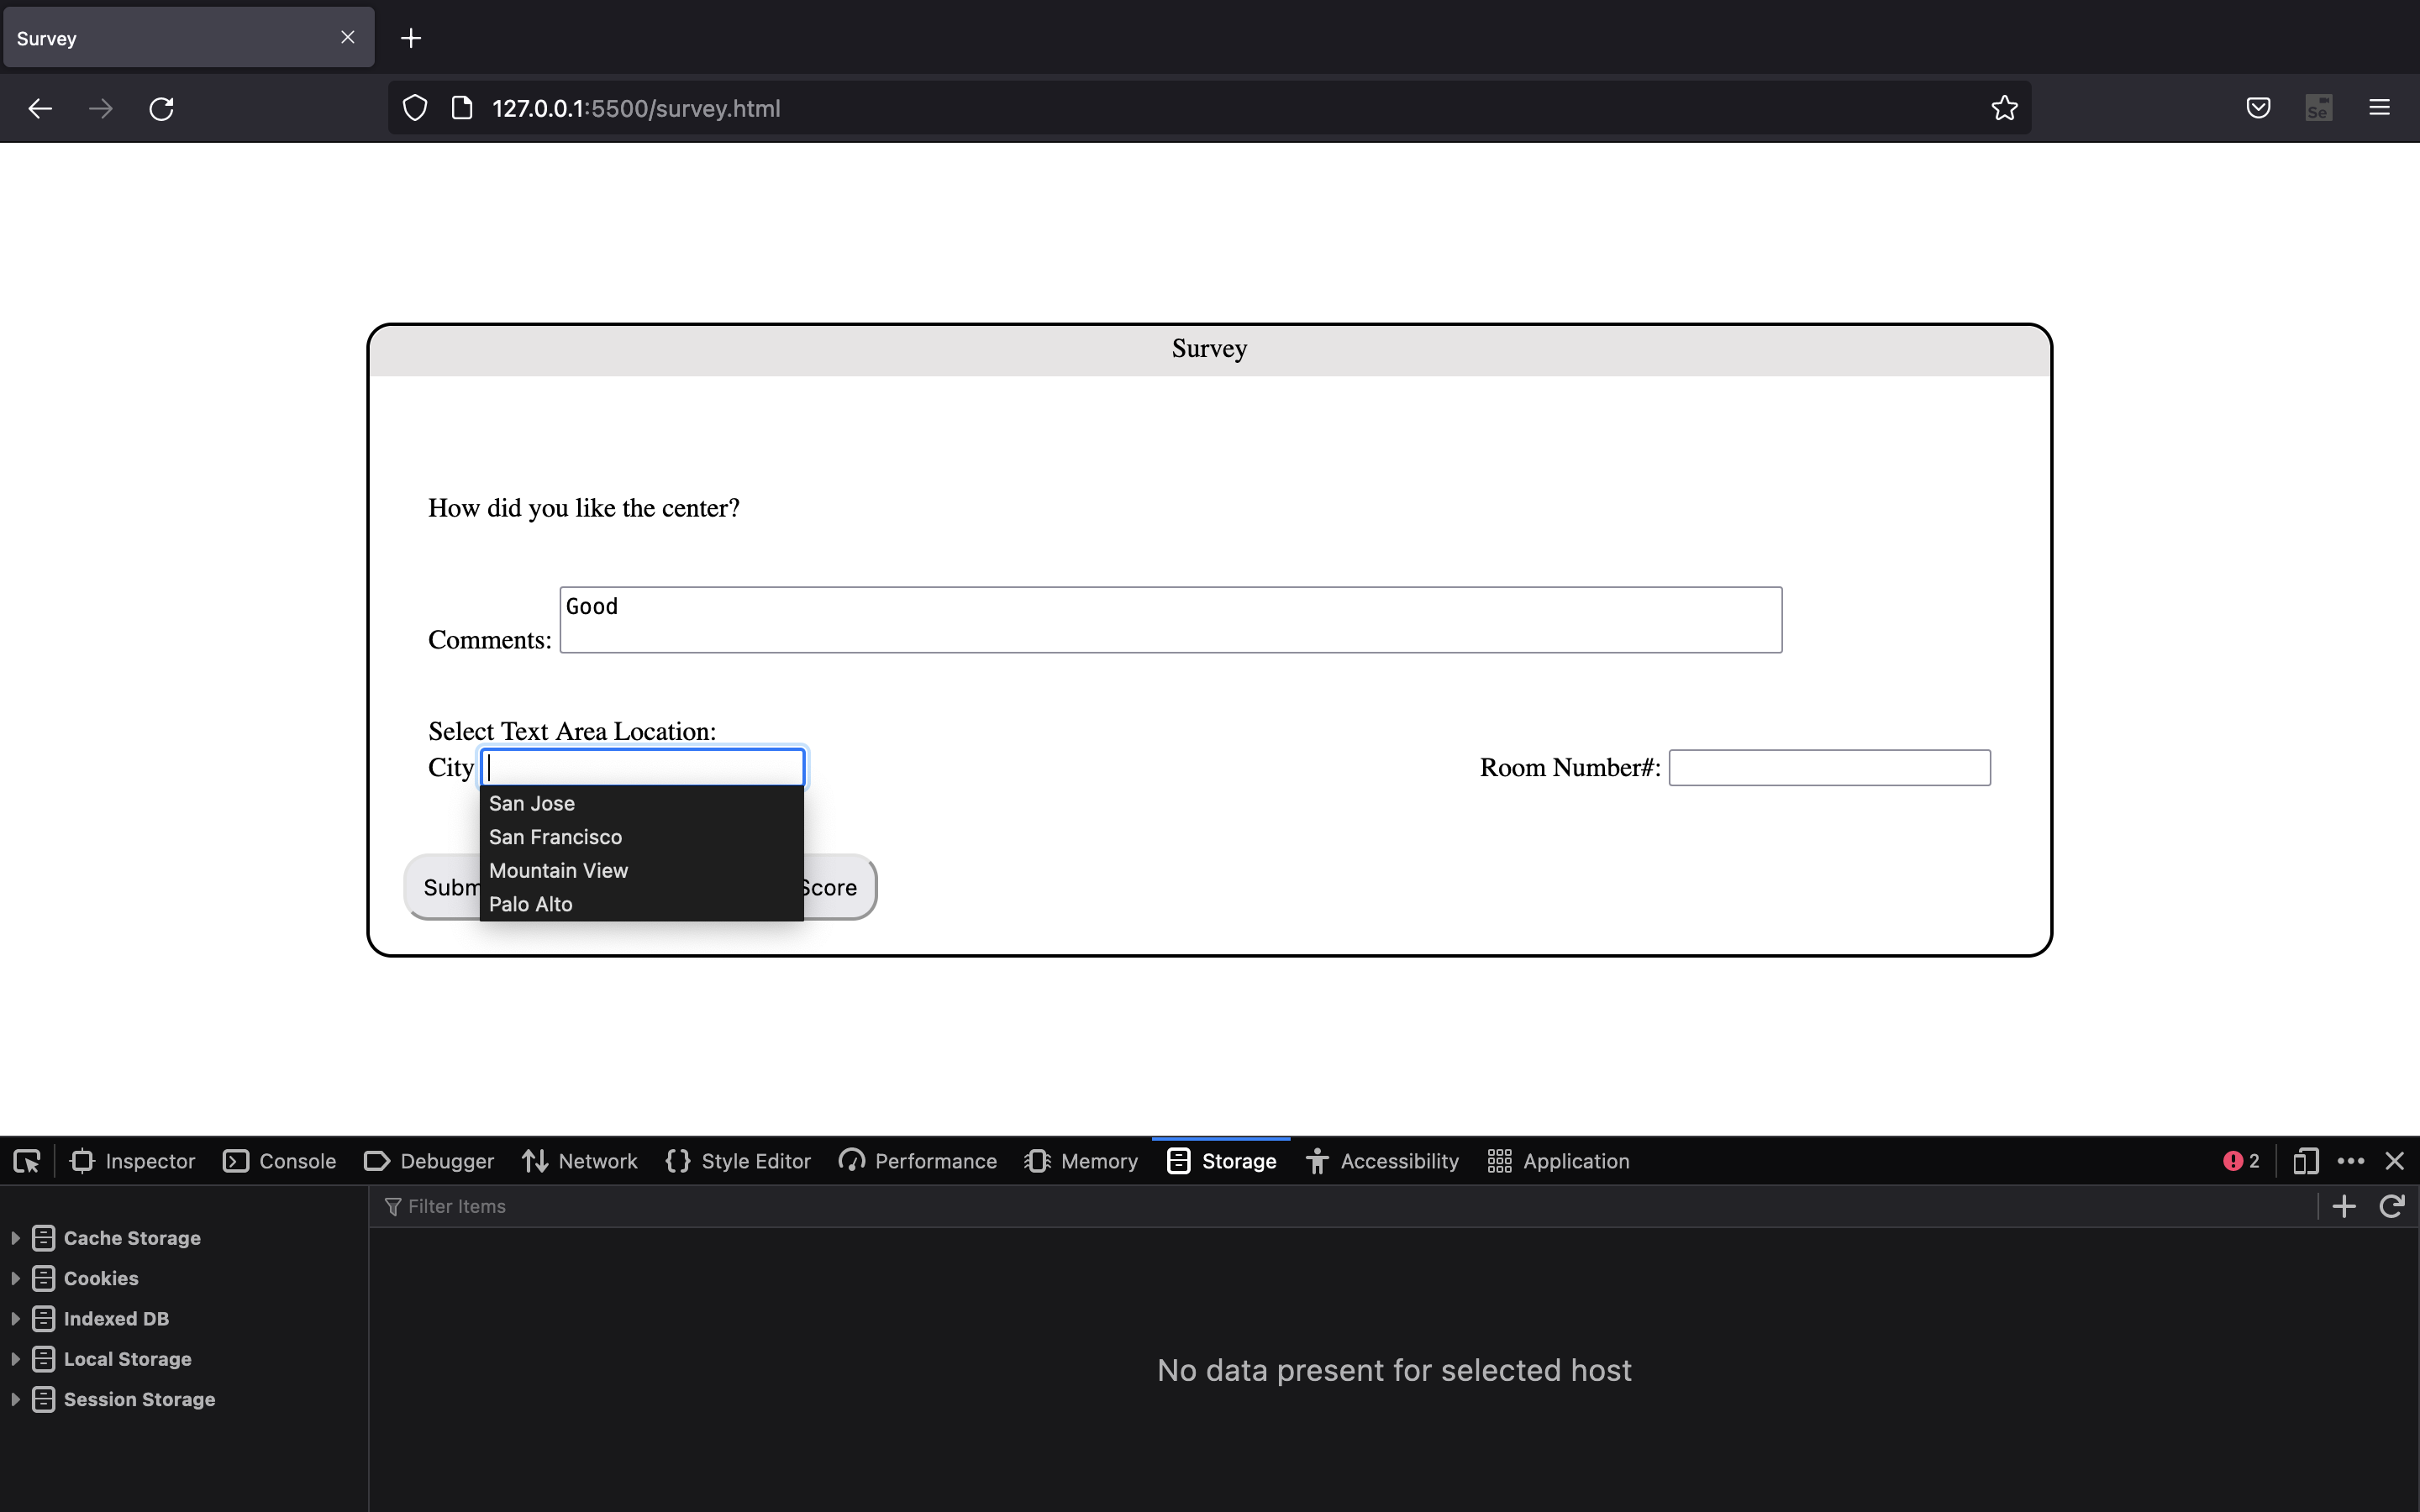 Survey
127.0.0.1:5500/survey.html
Se
Survey
How did you like the center?
Good
Comments:
Select Text Area Location:
City
Room Number#:
San Jose
San Francisco
Mountain View
Palo Alto
Subm
Score
Inspector Console Debugger Network Style Editor Performance Memory Storage Accessibility Application 2
Filter Items
Cache Storage
Cookies
Indexed DB
Local Storage
Session Storage
No data present for selected host